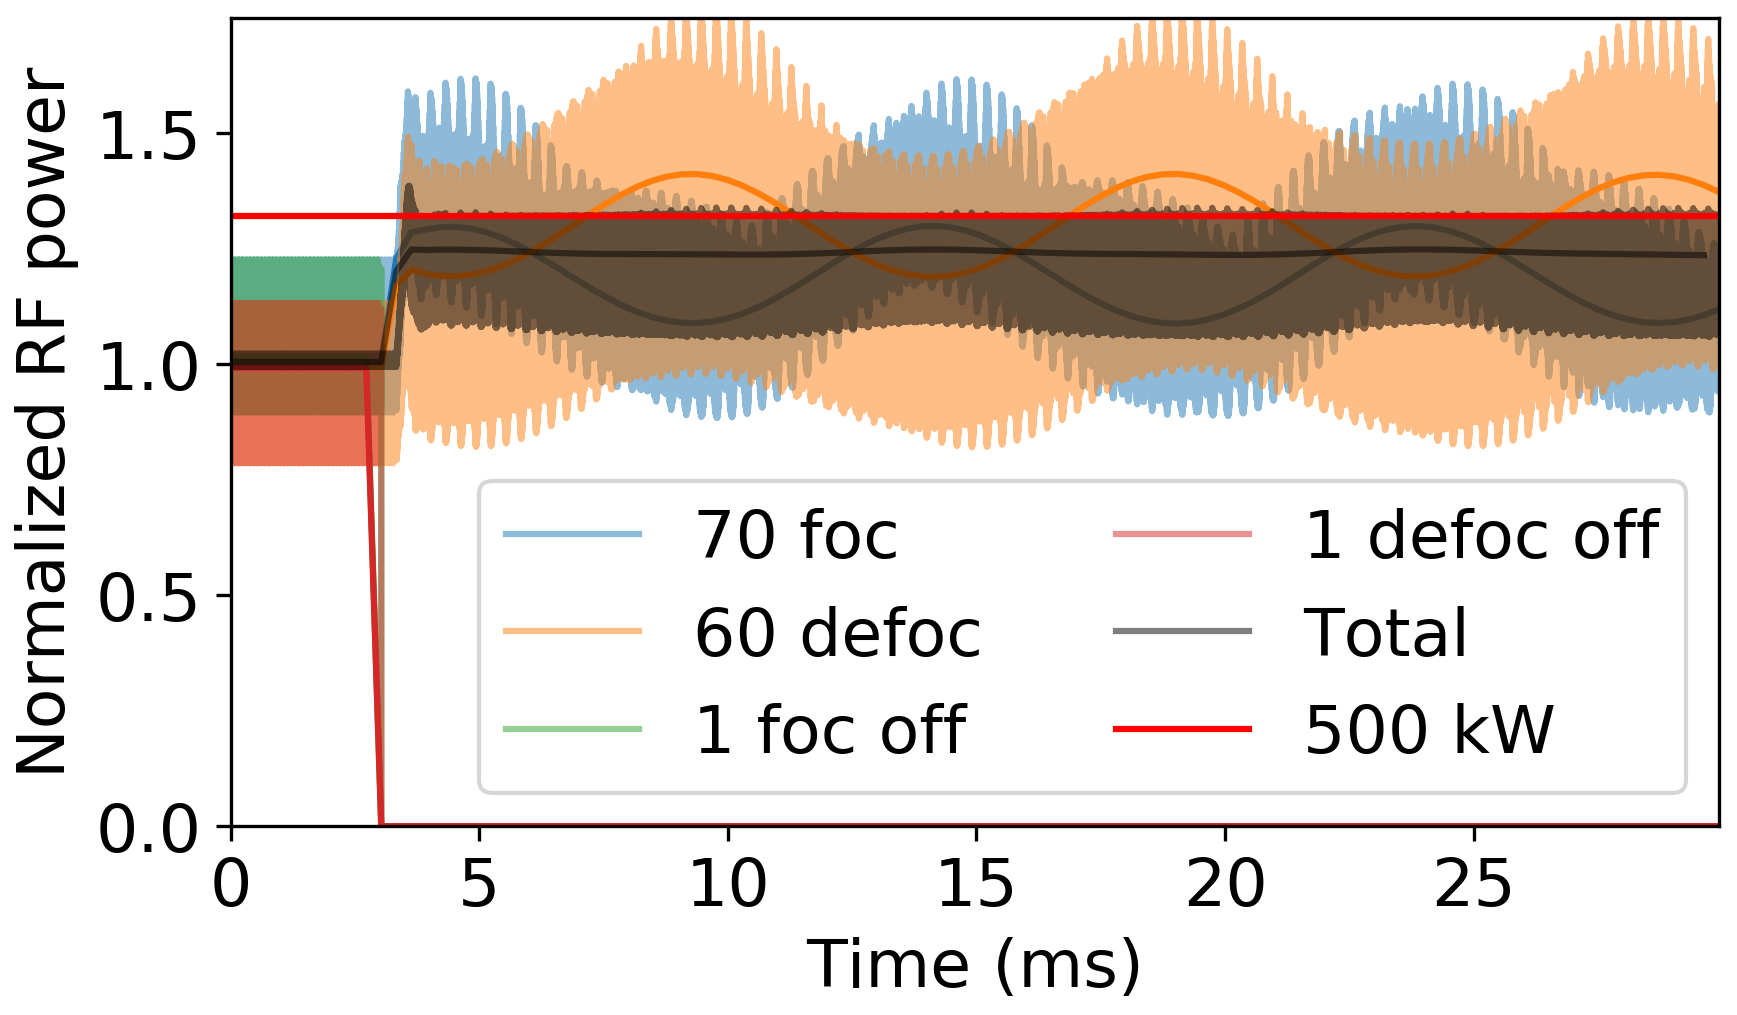 Normalized RF power
1.5
1.0
0.5
0.0
70 foc
60 defoc
1 foc off
1 defoc off
Total
500 kW
0 5 10 15 20 25
Time (ms)